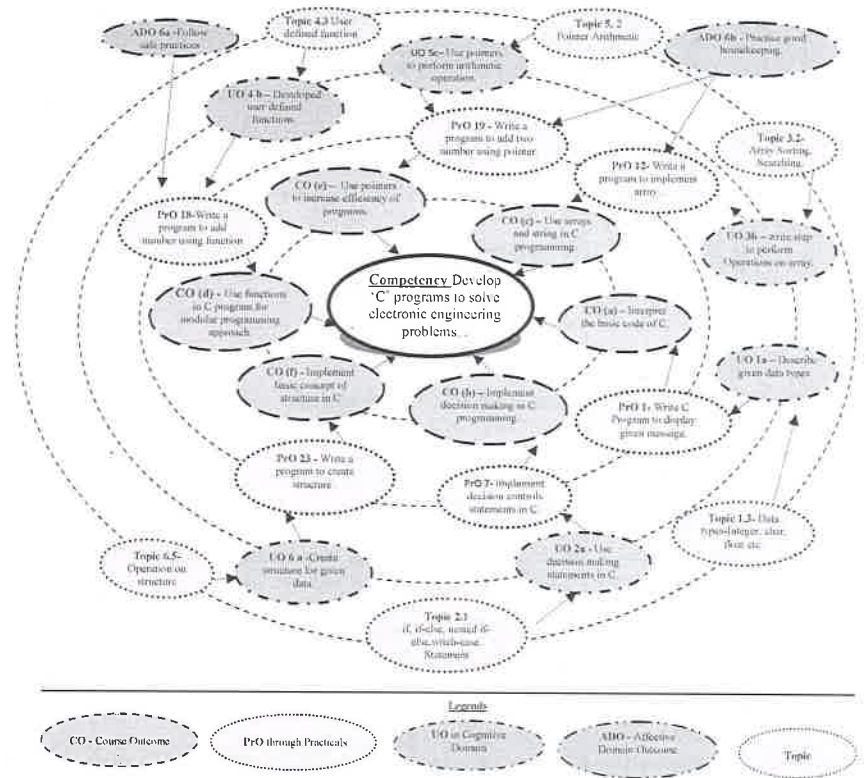 ADO 6a -Follow
safe practices
Topic 4.3 User
defined function
UO 5c- Use pointers
to perform arithmetic
operation.
Topic 5. 2
Pointer Arithmetic
ADO 6b- Practice good
housekeeping.
UO 4.b – Developed
user defined
functions.
PrO 19 - Write a
program to add two
number using pointer.
PrO 12- Write a
program to implement
array.
Topic 3.2-
Array Sorting,
Searching.
PrO 18-Write a
program to add
number using function
CO (e) – Use pointers
to increase efficiency of
programs.
CO (c) – Use arrays
and string in C
programming.
UO 3b – write step
to perform
Operations on array.
Competency Develop
'C' programs to solve
electronic engineering
problems..
CO (d) - Use functions
in C program for
modular programming
approach.
CO (a) – Interpret
the basic code of C.
UO 1a – Describe
given data types
CO (f) - Implement
basic concept of
structure in C
CO (b) – Implement
decision making in C
programming.
PrO 1- Write C
Program to display
given message.
PrO 23 - Write a
program to create
structure
PrO 7- Implement
decision controls
statements in C
Topic 1.3- Data
types-Integer, char,
float etc
Topic 6.5-
Operation on
structure
UO 6 a -Create
structure for given
data.
UO 2a - Use
decision making
statements in C.
Topic 2.1
if, if-else, nested if-
else,switch-case.
Statement
Legends
CO - Course Outcome
PrO through Practicals
UO in Cognitive
Domain
ADO - Affective
Domain Outcome
Topic